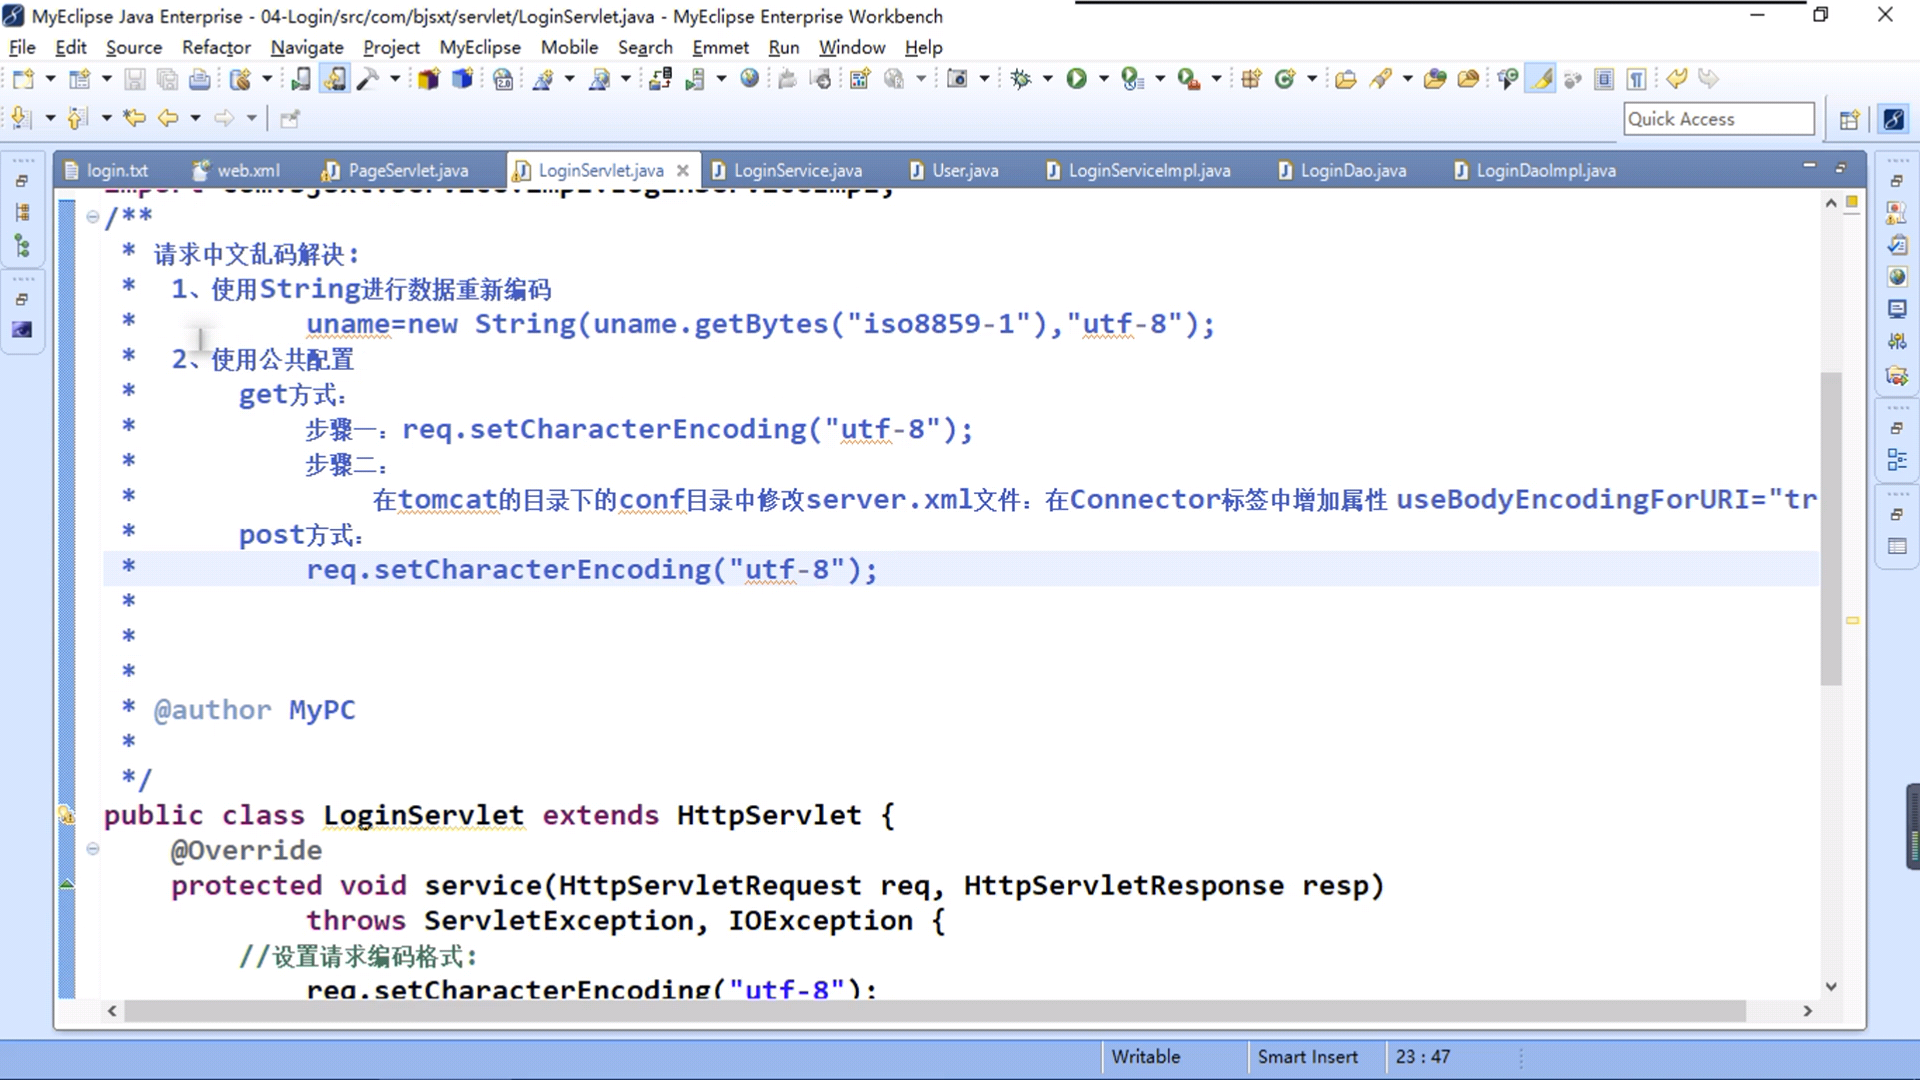 MyEclipse Java Enterprise - 04-Login/src/com/bjsxt/servlet/LoginServlet.java - MyEclipse Enterprise Workbench
File Edit Source Refactor Navigate Project MyEclipse Mobile Search Emmet Run Window Help
Quick Access
login.txt web.xml PageServlet.java LoginServlet.java LoginService.java User.java LoginServiceImpl.java LoginDao.java LoginDaoImpl.java
import com.bjsxt.service.impl.LoginServiceImpl;
/**
* 请求中文乱码解决:
* 1、使用String进行数据重新编码
* uname=new String(uname.getBytes("iso8859-1"),"utf-8");
* 2、使用公共配置
* get方式:
* 步骤一: req.setCharacterEncoding("utf-8");
* 步骤二:
* 在tomcat的目录下的conf目录中修改server.xml文件: 在Connector标签中增加属性 useBodyEncodingForURI="tr
* post方式:
* req.setCharacterEncoding("utf-8");
*
*
*
* @author MyPC
*
*/
public class LoginServlet extends HttpServlet {
@Override
protected void service(HttpServletRequest req, HttpServletResponse resp)
throws ServletException, IOException {
//设置请求编码格式:
req.setCharacterEncoding("utf-8");
Writable Smart Insert 23 : 47